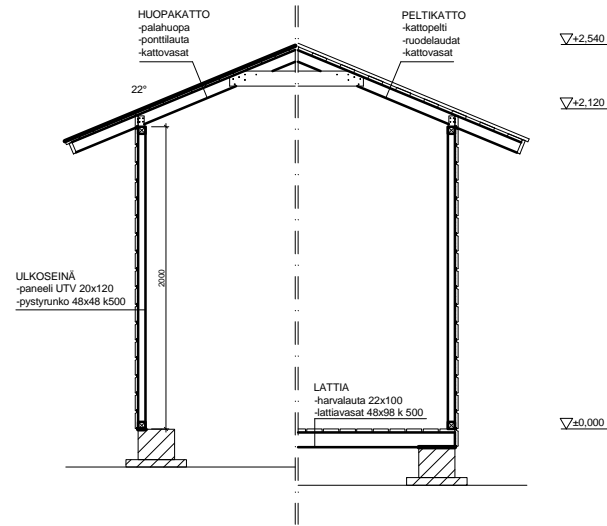 HUOPAKATTO
-palahuopa
-ponttilauta
-kattovasat
PELTIKATTO
-kattopelti
-ruodelaudat
-kattovasat
+2,540
22°
+2,120
2000
ULKOSEINÄ
-paneeli UTV 20x120
-pystyrunko 48x48 k500
LATTIA
-harvalauta 22x100
-lattiavasat 48x98 k 500
±0,000